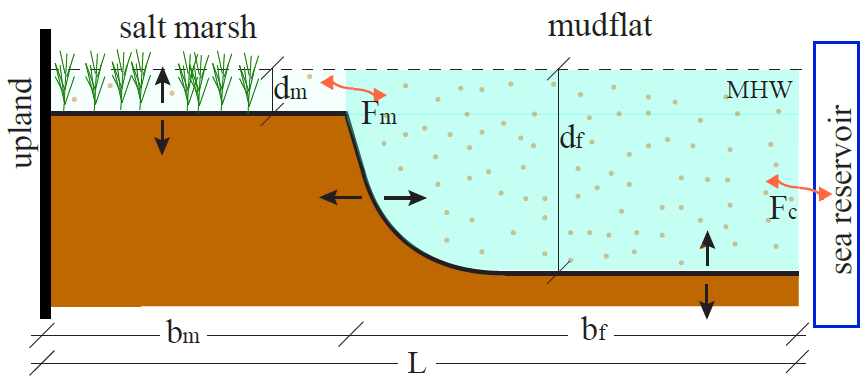 salt marsh
mudflat
upland
dm
Fm
MHW
df
Fc
sea reservoir
bm
bf
L